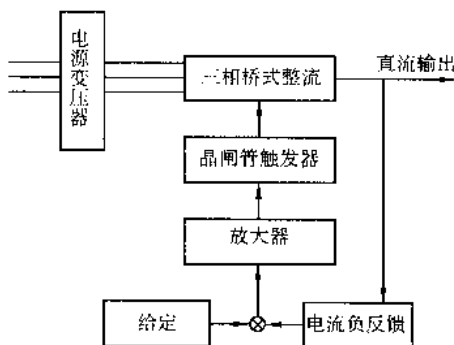 电源变压器
三相桥式整流
直流输出
晶闸管触发器
放大器
给定
电流负反馈